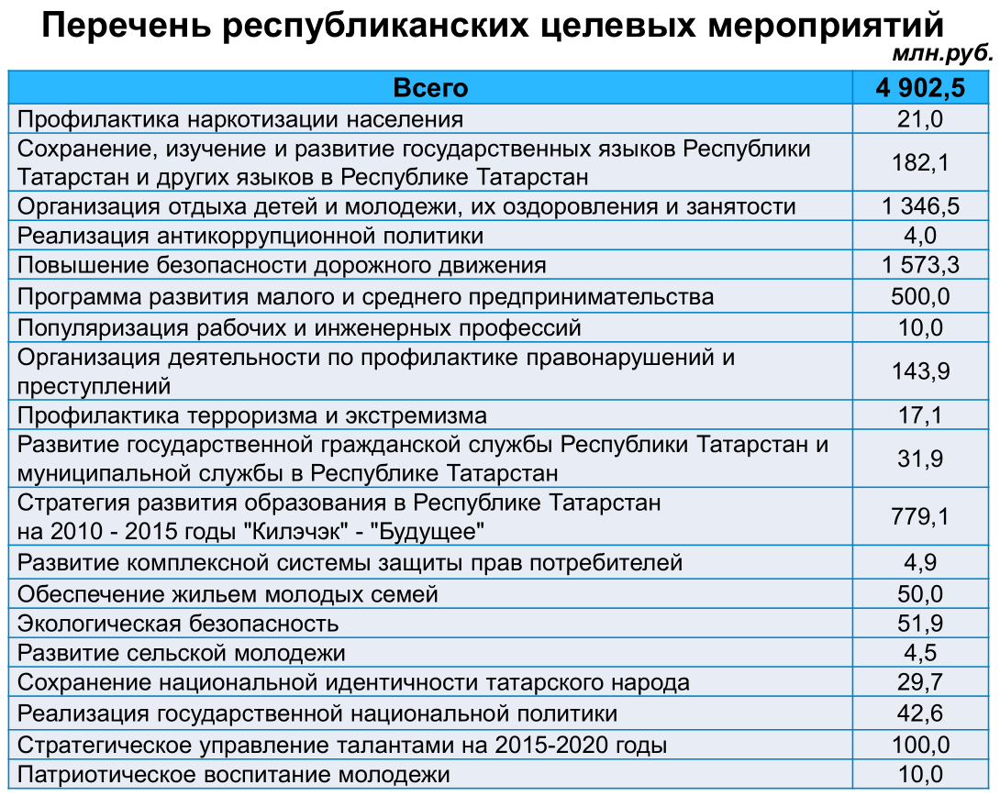 Перечень республиканских целевых мероприятий
млн.руб.
Всего 4 902,5
Профилактика наркотизации населения 21,0
Сохранение, изучение и развитие государственных языков Республики
Татарстан и других языков в Республике Татарстан 182,1
Организация отдыха детей и молодежи, их оздоровления и занятости 1 346,5
Реализация антикоррупционной политики 4,0
Повышение безопасности дорожного движения 1 573,3
Программа развития малого и среднего предпринимательства 500,0
Популяризация рабочих и инженерных профессий 10,0
Организация деятельности по профилактике правонарушений и
преступлений 143,9
Профилактика терроризма и экстремизма 17,1
Развитие государственной гражданской службы Республики Татарстан и
муниципальной службы в Республике Татарстан 31,9
Стратегия развития образования в Республике Татарстан
на 2010 - 2015 годы "Килэчэк" - "Будущее" 779,1
Развитие комплексной системы защиты прав потребителей 4,9
Обеспечение жильем молодых семей 50,0
Экологическая безопасность 51,9
Развитие сельской молодежи 4,5
Сохранение национальной идентичности татарского народа 29,7
Реализация государственной национальной политики 42,6
Стратегическое управление талантами на 2015-2020 годы 100,0
Патриотическое воспитание молодежи 10,0